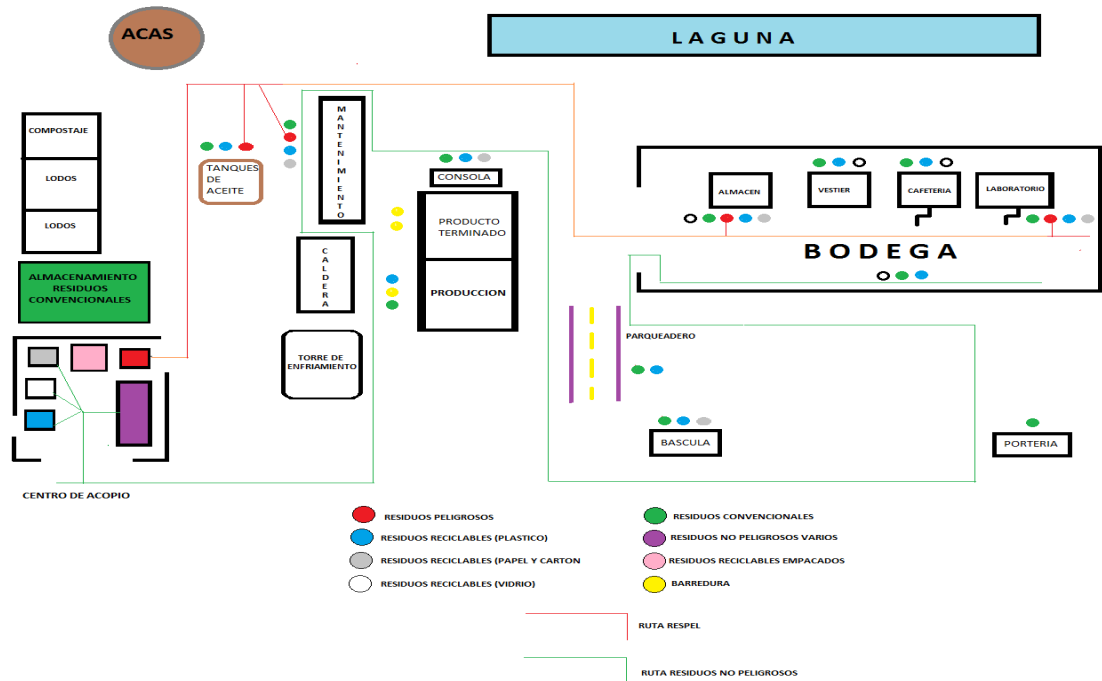 ACAS
L A G U N A
COMPOSTAJE
LODOS
LODOS
ALMACENAMIENTO
RESIDUOS
CONVENCIONALES
TANQUES
DE
ACEITE
MANTENIMIENTO
CALDERA
TORRE DE
ENFRIAMIENTO
CONSOLA
PRODUCTO
TERMINADO
PRODUCCION
ALMACEN
VESTIER
CAFETERIA
LABORATORIO
B O D E G A
PARQUEADERO
BASCULA
PORTERIA
CENTRO DE ACOPIO
RESIDUOS PELIGROSOS
RESIDUOS RECICLABLES (PLASTICO)
RESIDUOS RECICLABLES (PAPEL Y CARTON
RESIDUOS RECICLABLES (VIDRIO)
RESIDUOS CONVENCIONALES
RESIDUOS NO PELIGROSOS VARIOS
RESIDUOS RECICLABLES EMPACADOS
BARREDURA
RUTA RESPEL
RUTA RESIDUOS NO PELIGROSOS